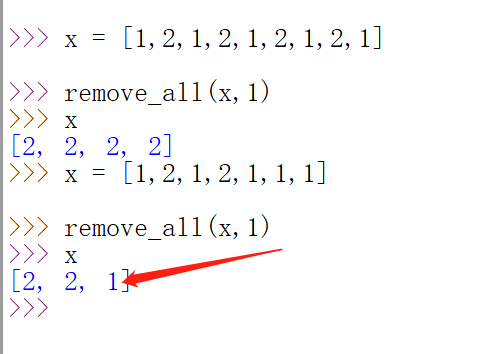 >>> x = [1,2,1,2,1,2,1,2,1]
>>> remove_all(x,1)
>>> x
[2, 2, 2, 2]
>>> x = [1,2,1,2,1,1,1]
>>> remove_all(x,1)
>>> x
[2, 2, 1]
>>>